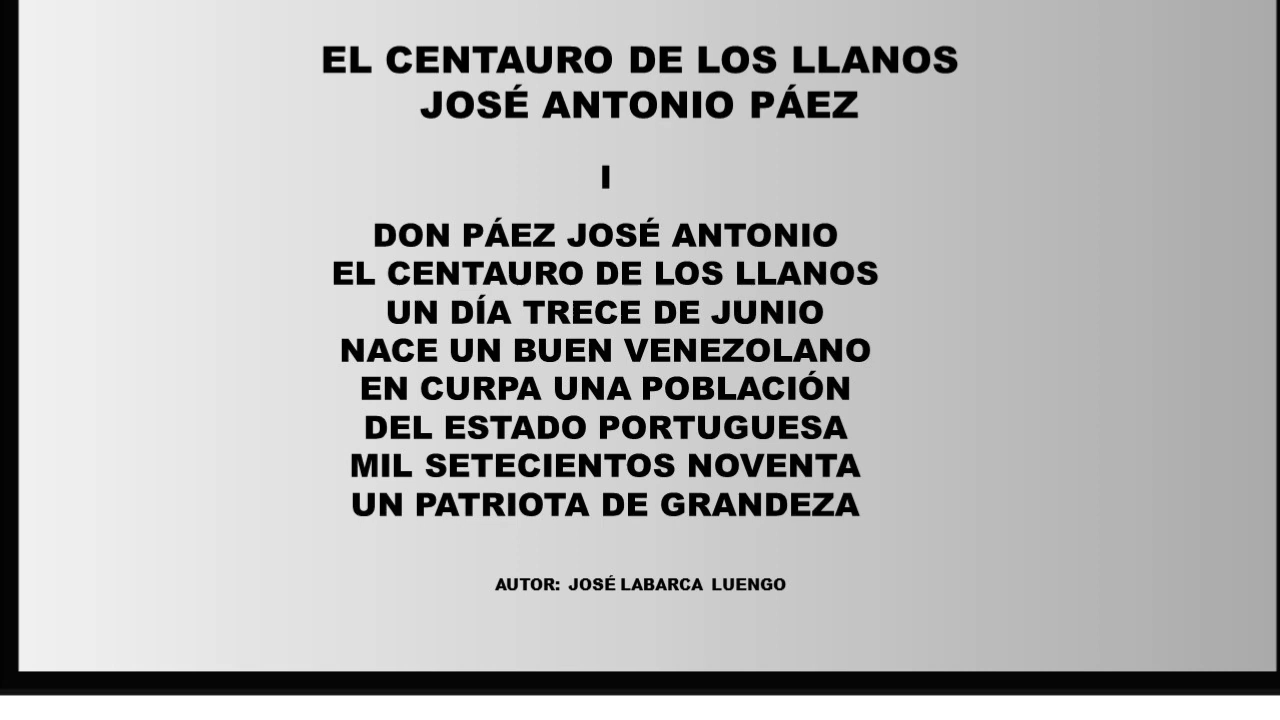 EL CENTAURO DE LOS LLANOS
JOSÉ ANTONIO PÁEZ
I
DON PÁEZ JOSÉ ANTONIO
EL CENTAURO DE LOS LLANOS
UN DÍA TRECE DE JUNIO
NACE UN BUEN VENEZOLANO
EN CURPA UNA POBLACIÓN
DEL ESTADO PORTUGUESA
MIL SETECIENTOS NOVENTA
UN PATRIOTA DE GRANDEZA
AUTOR: JOSÉ LABARCA LUENGO